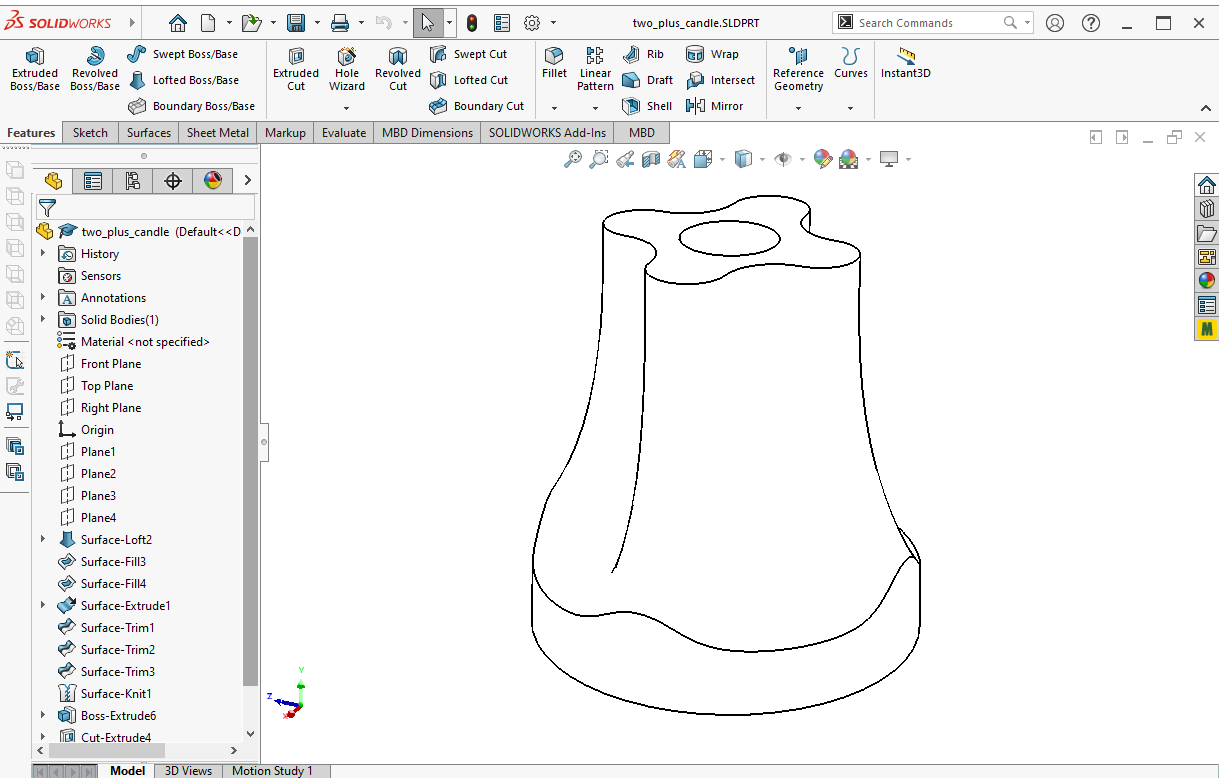 SOLIDWORKS
two_plus_candle.SLDPRT
Search Commands
Extruded Boss/Base
Revolved Boss/Base
Swept Boss/Base
Lofted Boss/Base
Boundary Boss/Base
Extruded Cut
Hole Wizard
Revolved Cut
Swept Cut
Lofted Cut
Boundary Cut
Fillet
Linear Pattern
Rib
Draft
Shell
Wrap
Intersect
Mirror
Reference Geometry
Curves
Instant3D
Features
Sketch
Surfaces
Sheet Metal
Markup
Evaluate
MBD Dimensions
SOLIDWORKS Add-Ins
MBD
two_plus_candle (Default<<D
History
Sensors
A Annotations
Solid Bodies(1)
Material <not specified>
Front Plane
Top Plane
Right Plane
Origin
Plane1
Plane2
Plane3
Plane4
Surface-Loft2
Surface-Fill3
Surface-Fill4
Surface-Extrude1
Surface-Trim1
Surface-Trim2
Surface-Trim3
Surface-Knit1
Boss-Extrude6
Cut-Extrude4
Y
Z
X
M
Model
3D Views
Motion Study 1